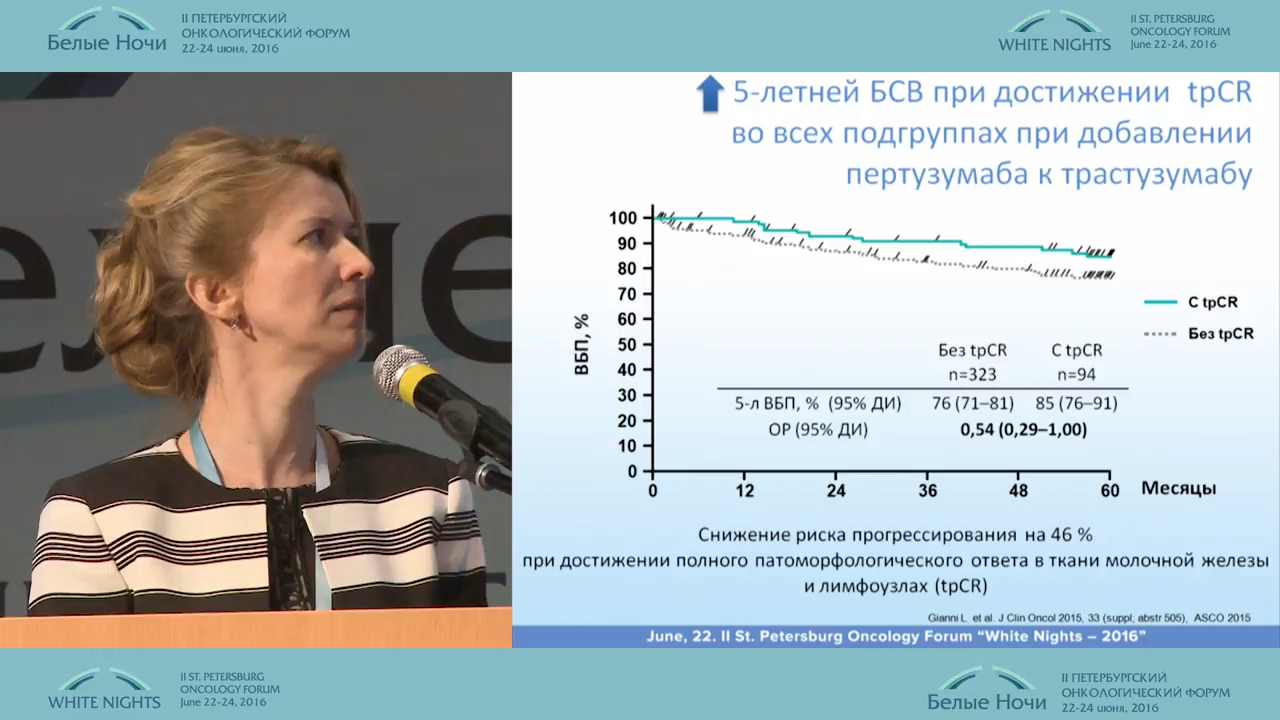 Белые Ночи
II ПЕТЕРБУРГСКИЙ
ОНКОЛОГИЧЕСКИЙ ФОРУМ
22-24 июня, 2016
WHITE NIGHTS
II ST. PETERSBURG
ONCOLOGY FORUM
June 22-24, 2016
5-летней БСВ при достижении tpCR
во всех подгруппах при добавлении
пертузумаба к трастузумабу
ВБП, %
100
90
80
70
60
50
40
30
20
10
0
0 12 24 36 48 60 Месяцы
С tpCR
Без tpCR
Без tpCR С tpCR
n=323 n=94
5-л ВБП, % (95% ДИ) 76 (71–81) 85 (76–91)
ОР (95% ДИ) 0,54 (0,29–1,00)
Снижение риска прогрессирования на 46 %
при достижении полного патоморфологического ответа в ткани молочной железы
и лимфоузлах (tpCR)
Gianni L. et al. J Clin Oncol 2015, 33 (suppl, abstr 505), ASCO 2015
June, 22. II St. Petersburg Oncology Forum “White Nights – 2016”
WHITE NIGHTS
II ST. PETERSBURG
ONCOLOGY FORUM
June 22-24, 2016
Белые Ночи
II ПЕТЕРБУРГСКИЙ
ОНКОЛОГИЧЕСКИЙ ФОРУМ
22-24 июня, 2016